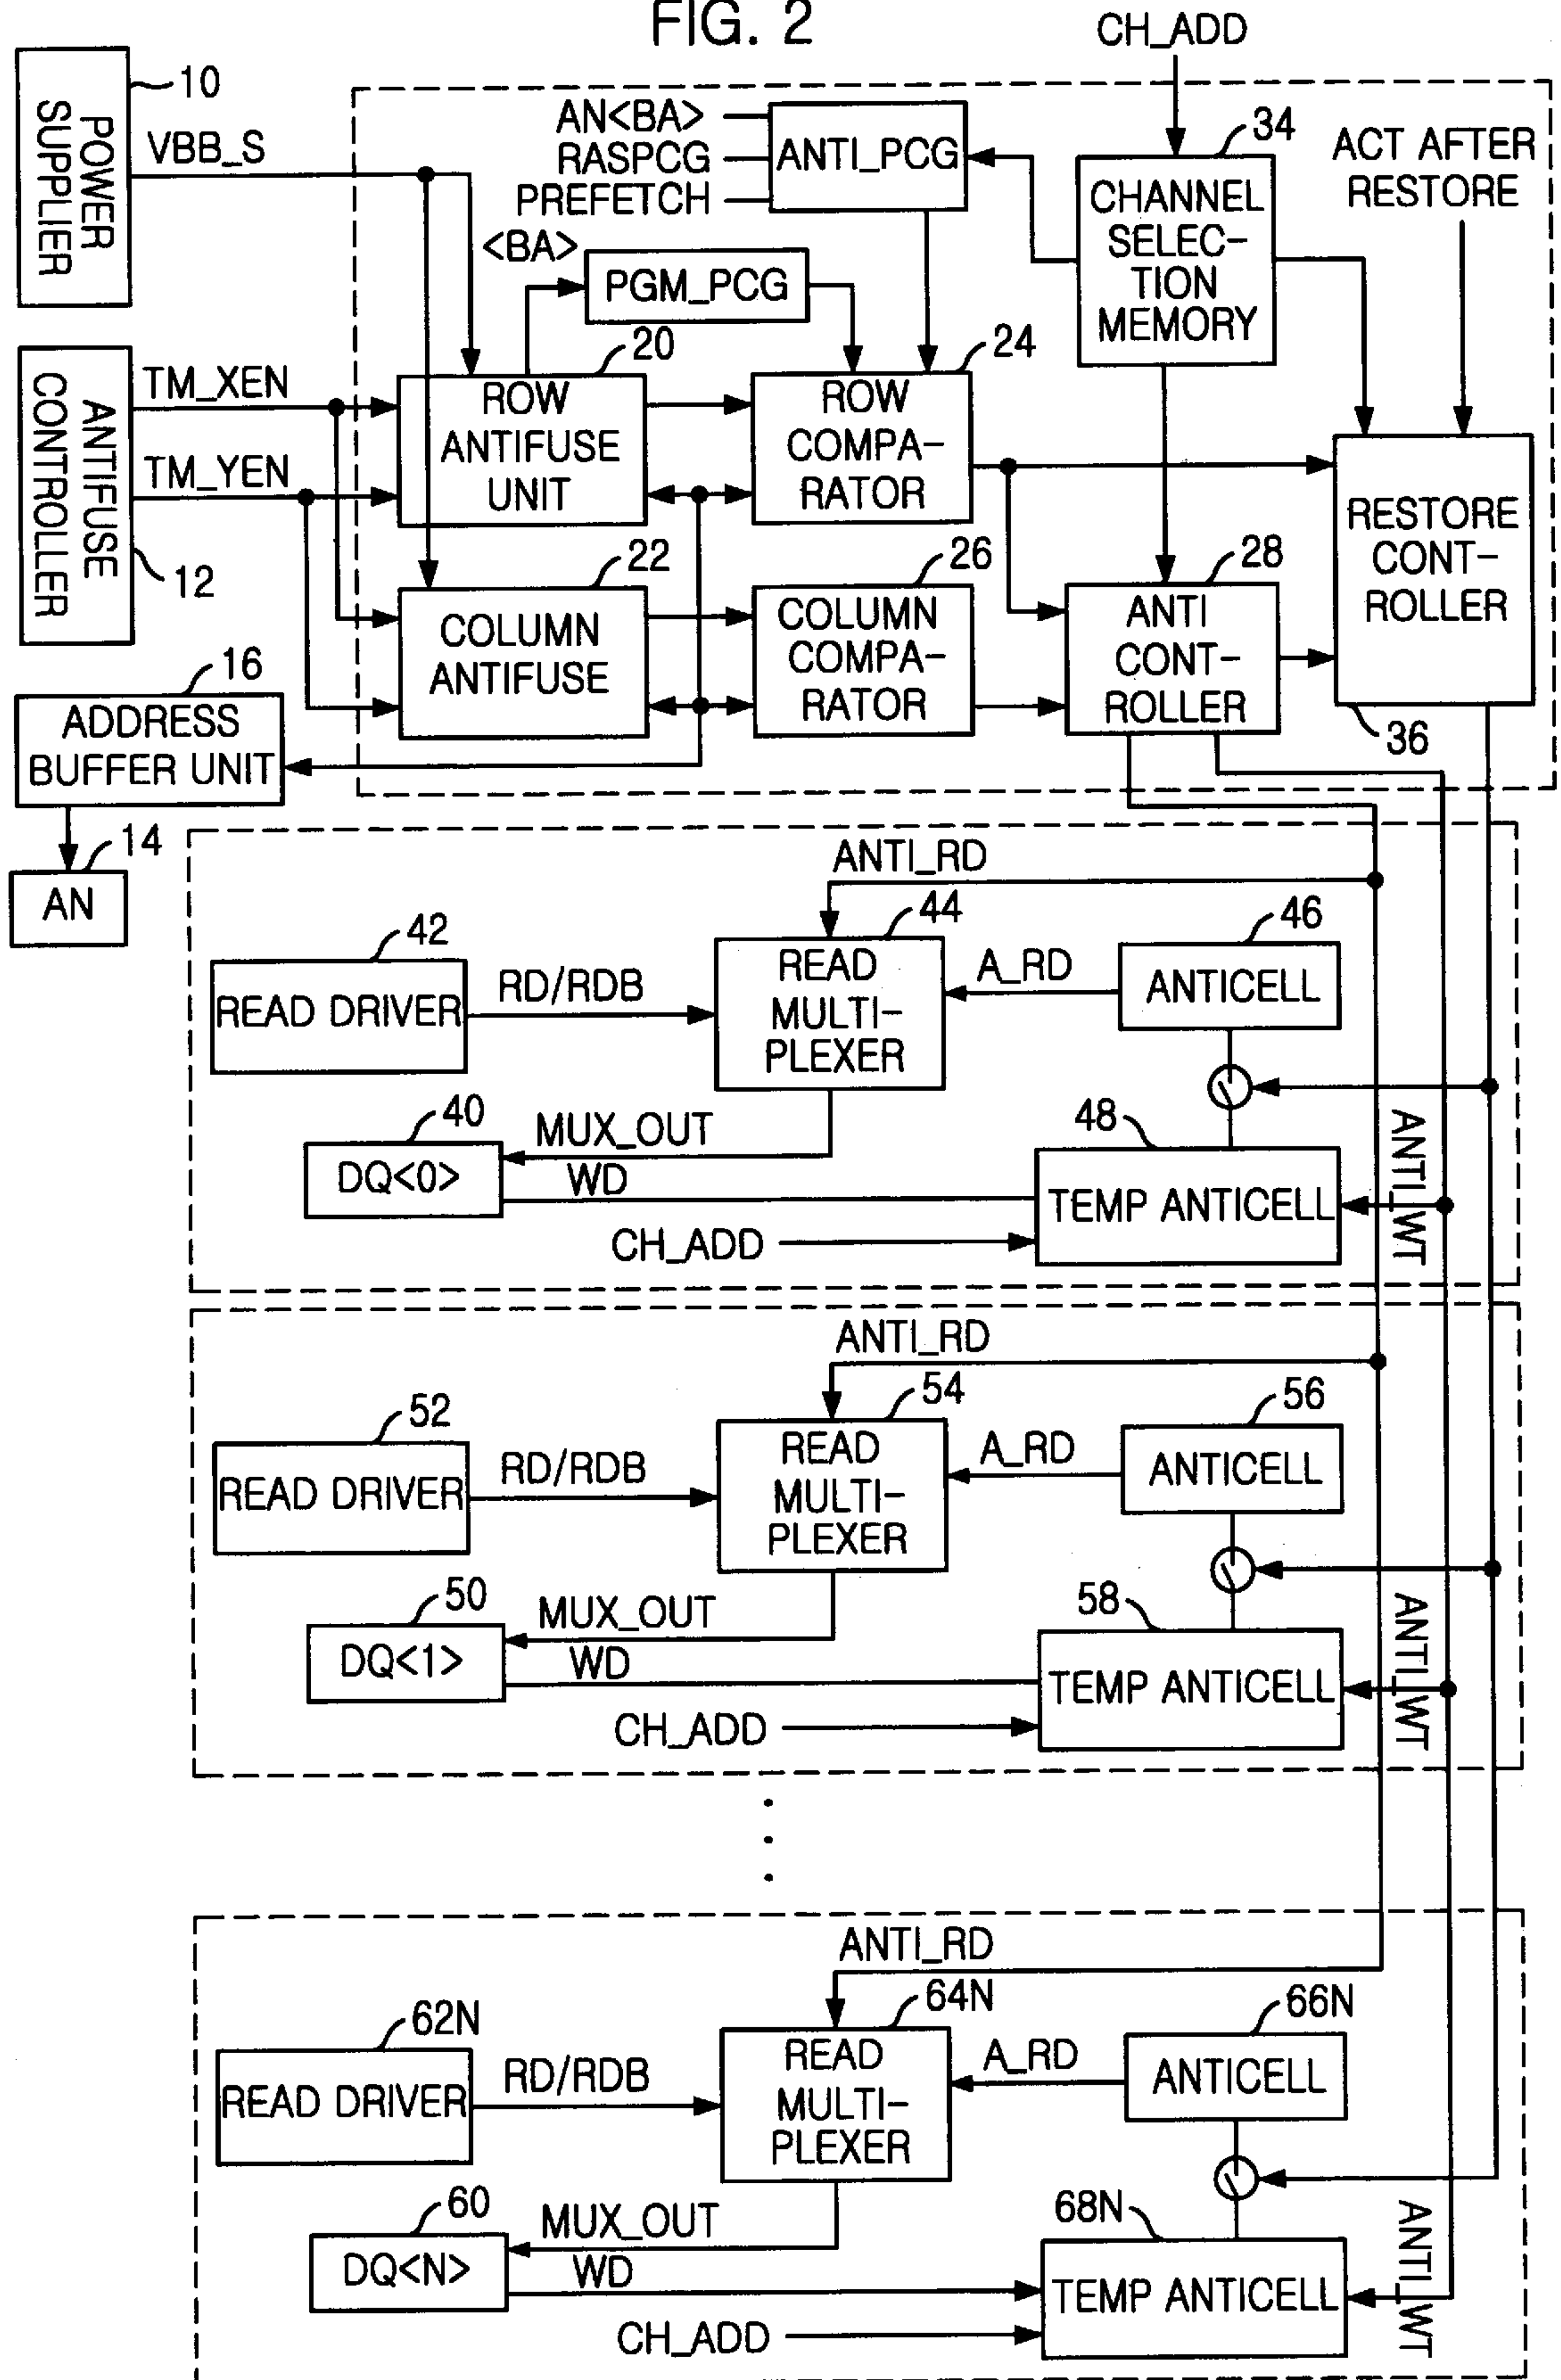 FIG. 2
CH_ADD
10
POWER
SUPPLIER
VBB_S
AN<BA>
RASPCG
PREFETCH
ANTI_PCG
34
CHANNEL
SELEC-
TION
MEMORY
ACT AFTER
RESTORE
<BA>
PGM_PCG
20
24
ANTIFUSE
CONTROLLER
12
TM_XEN
TM_YEN
ROW
ANTIFUSE
UNIT
ROW
COMPA-
RATOR
RESTORE
CONT-
ROLLER
36
22
COLUMN
ANTIFUSE
26
COLUMN
COMPA-
RATOR
28
ANTI
CONT-
ROLLER
16
ADDRESS
BUFFER UNIT
14
AN
ANTI_RD
42
READ DRIVER
RD/RDB
44
READ
MULTI-
PLEXER
A_RD
46
ANTICELL
40
DQ<0>
MUX_OUT
WD
CH_ADD
48
TEMP ANTICELL
ANTI_WT
ANTI_RD
52
READ DRIVER
RD/RDB
54
READ
MULTI-
PLEXER
A_RD
56
ANTICELL
50
DQ<1>
MUX_OUT
WD
CH_ADD
58
TEMP ANTICELL
ANTI_WT
ANTI_RD
62N
READ DRIVER
RD/RDB
64N
READ
MULTI-
PLEXER
A_RD
66N
ANTICELL
60
DQ<N>
MUX_OUT
WD
CH_ADD
68N
TEMP ANTICELL
ANTI_WT